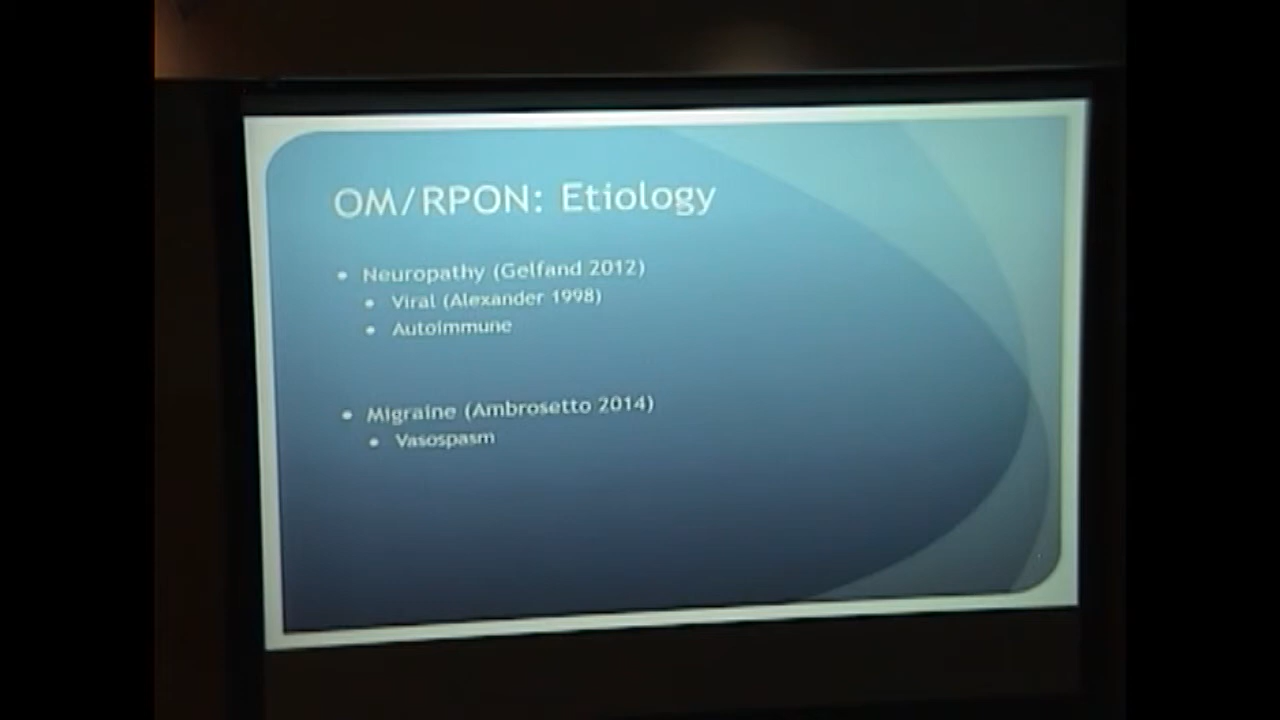 OM/RPON: Etiology
• Neuropathy (Gelfand 2012)
• Viral (Alexander 1998)
• Autoimmune
• Migraine (Ambrosetto 2014)
• Vasospasm